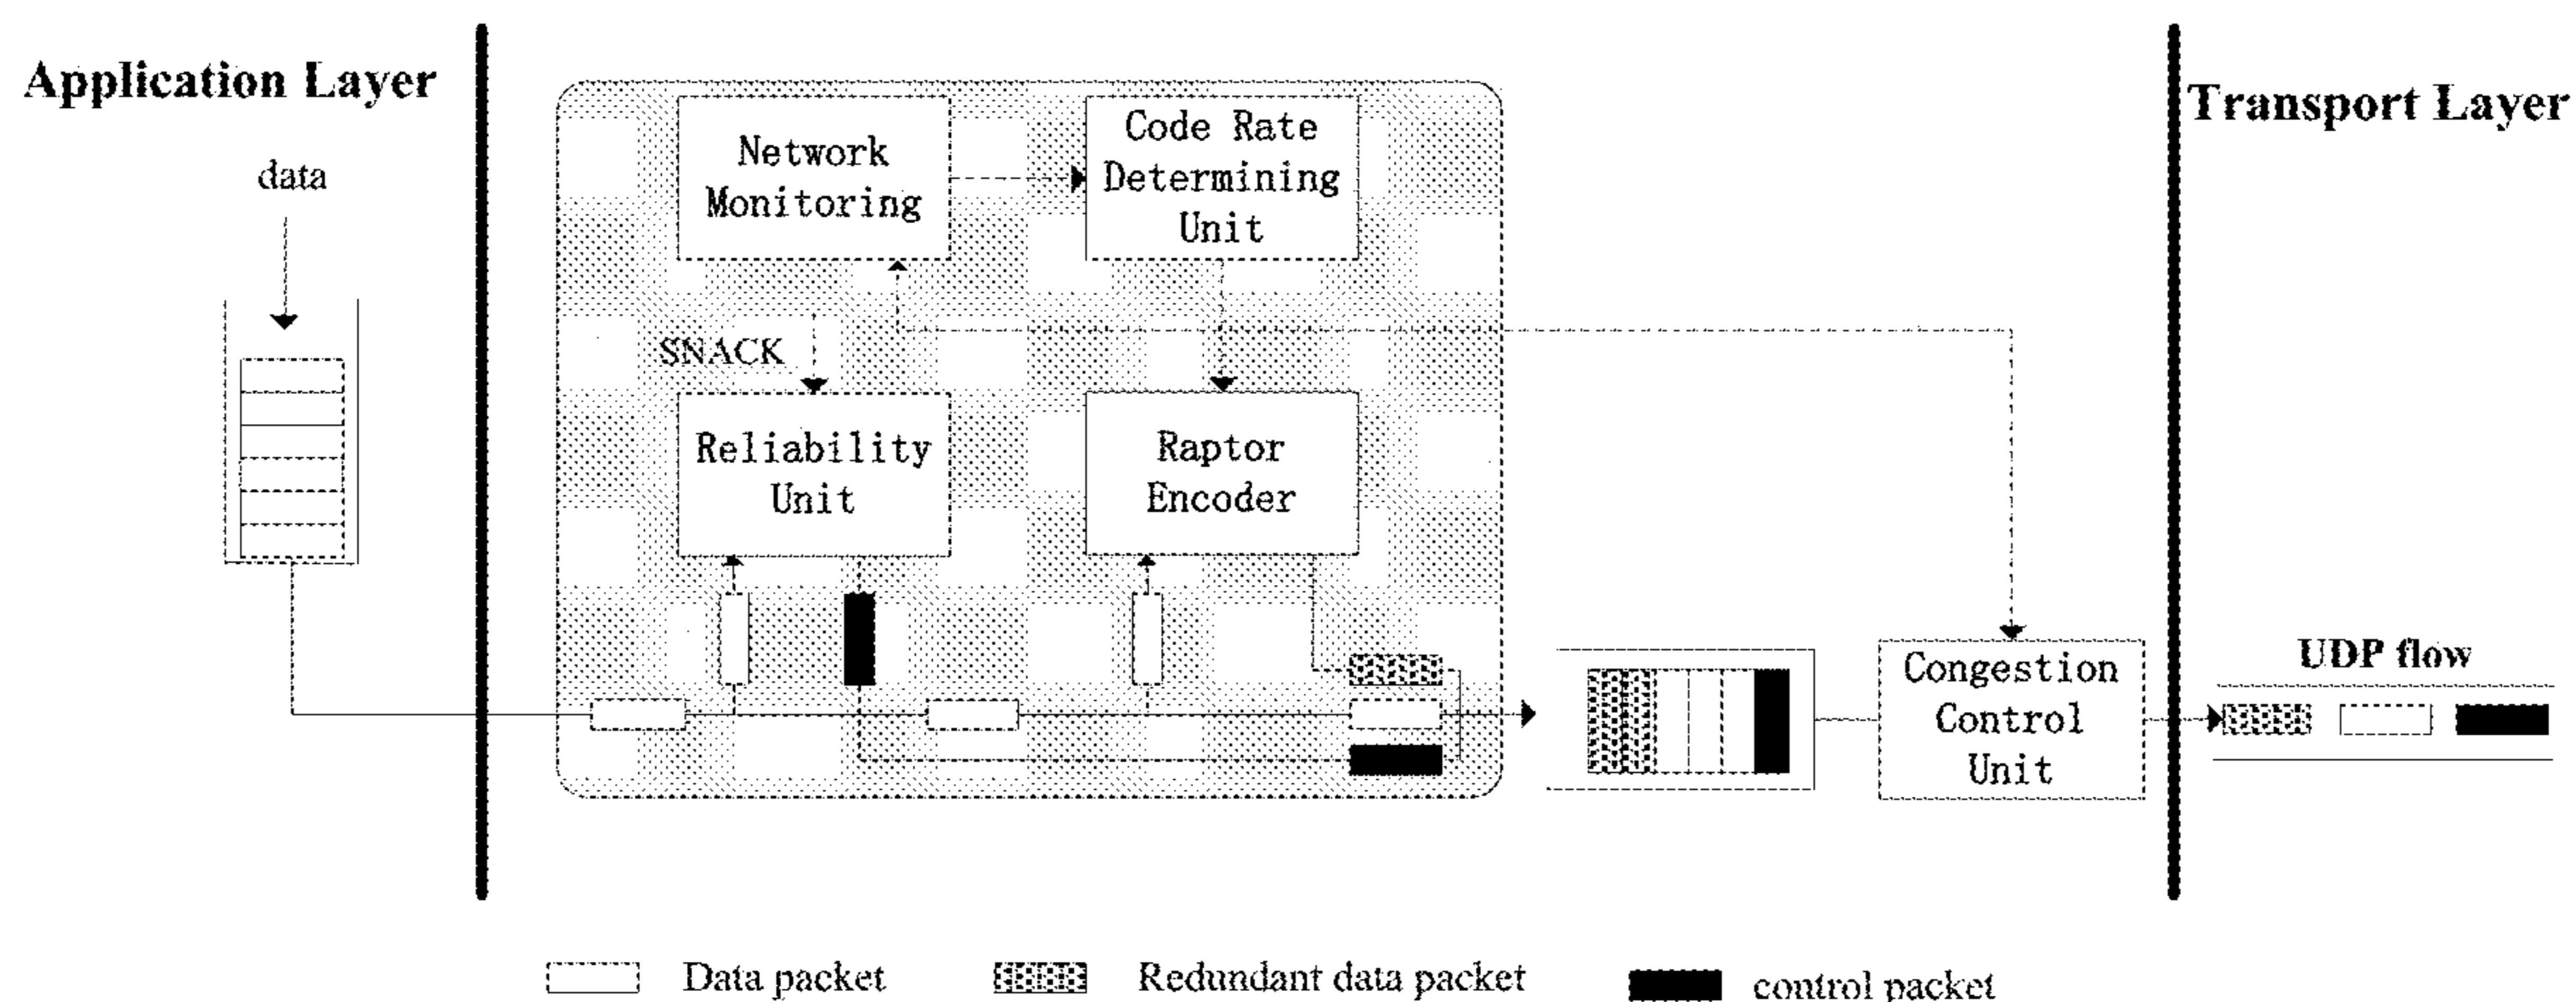 Application Layer
Transport Layer
data
Network
Monitoring
Code Rate
Determining
Unit
SNACK
Reliability
Unit
Raptor
Encoder
Congestion
Control
Unit
UDP flow
Data packet
Redundant data packet
control packet